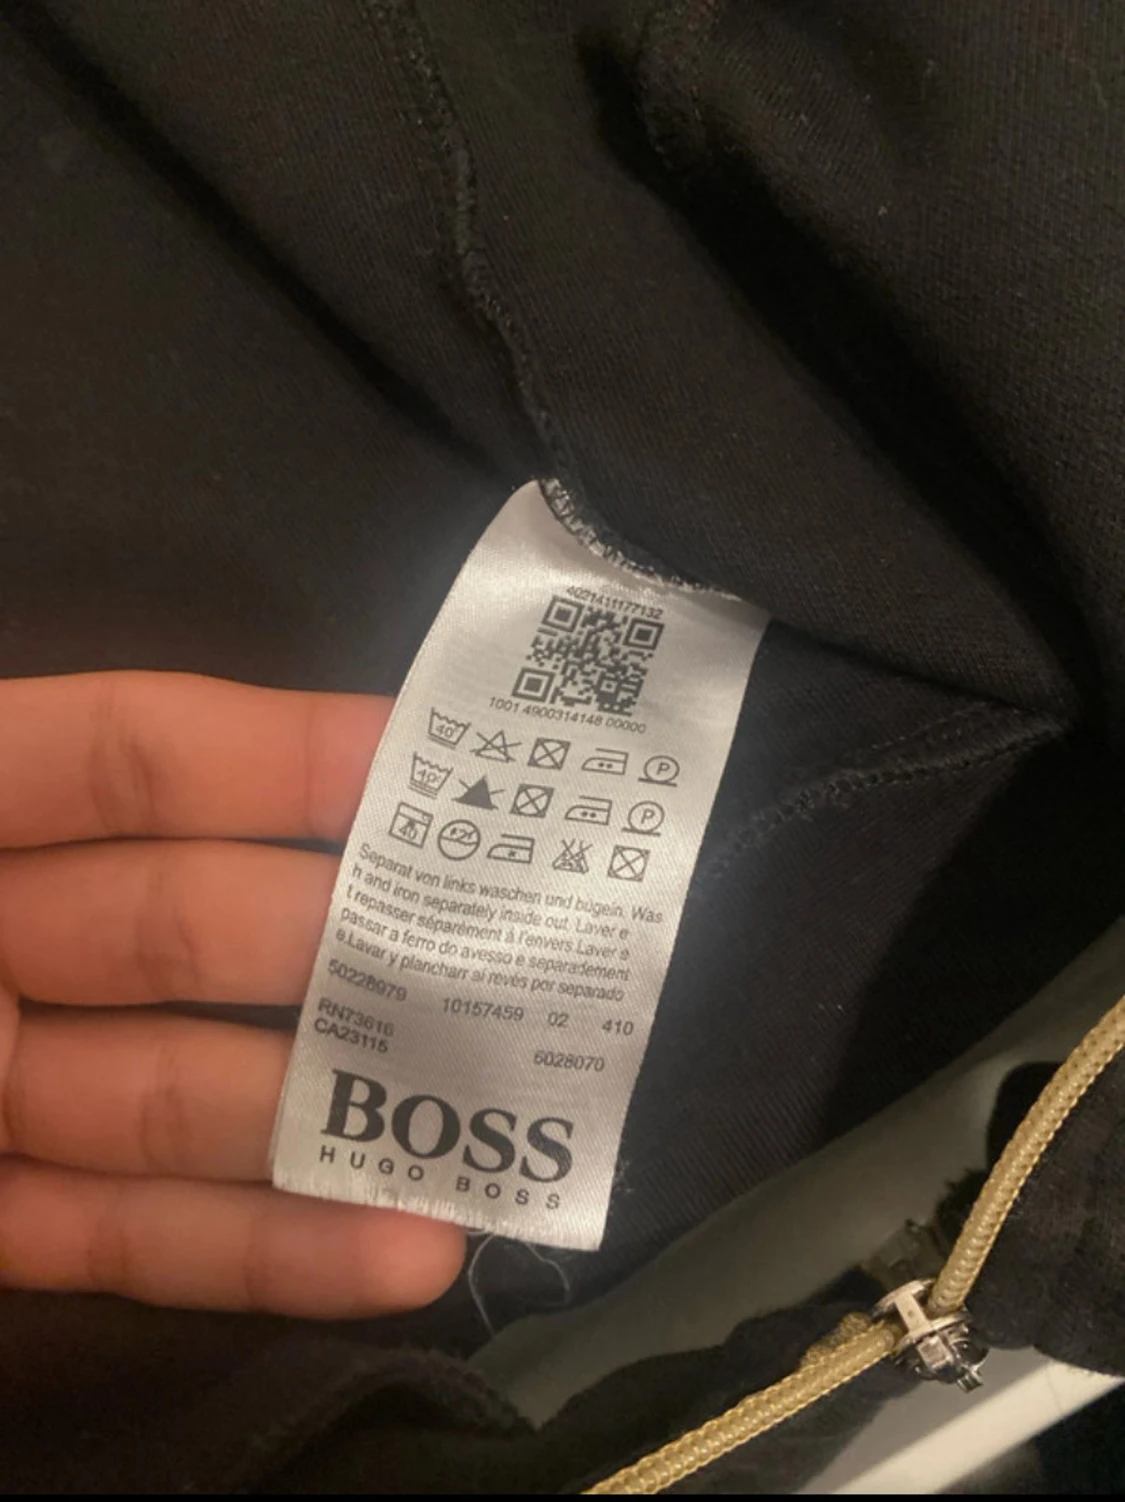 4021411177132
1001 4900314148 00000
40°
P
40°
P
40
Separat von links waschen und bügeln. Was
h and iron separately inside out. Laver e
t repasser séparément à l'envers.Laver e
passar a ferro do avesso e separadement
e.Lavar y plancharr al revés por separado
50228979 10157459 02 410
RN73616
CA23115 6028070
BOSS
HUGO BOSS